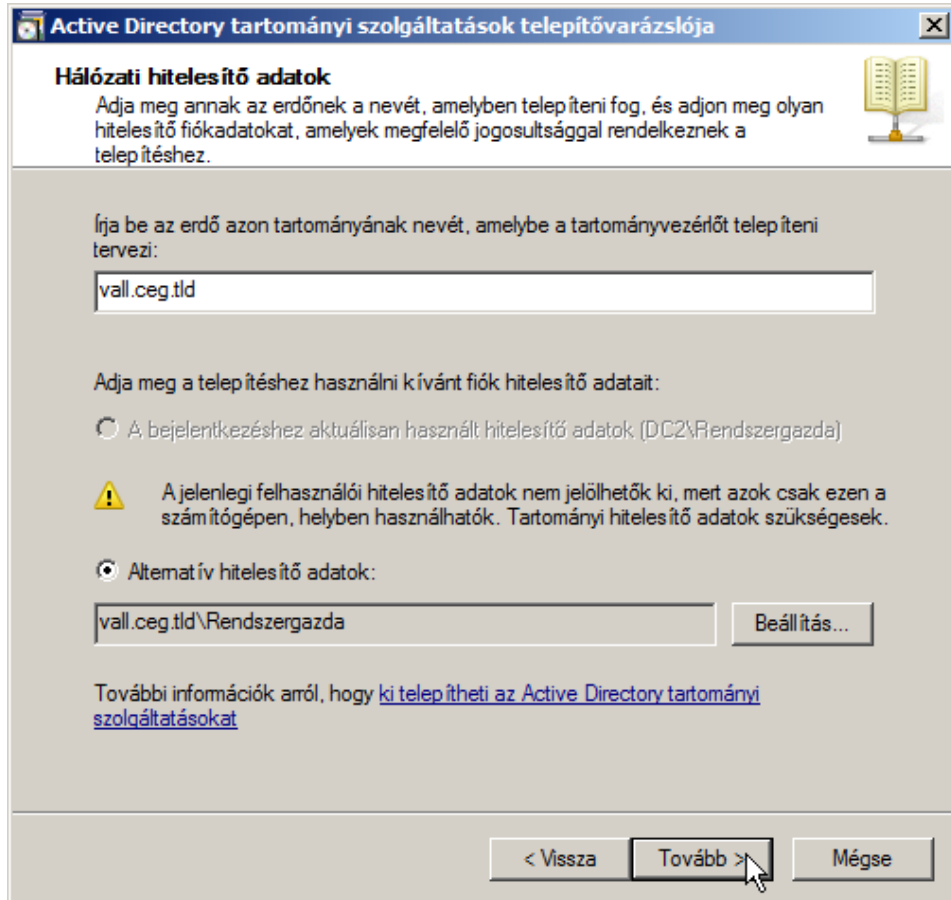 Active Directory tartományi szolgáltatások telepítővarázslója
Hálózati hitelesítő adatok
Adja meg annak az erdőnek a nevét, amelyben telepíteni fog, és adjon meg olyan
hitelesítő fiókadatokat, amelyek megfelelő jogosultsággal rendelkeznek a
telepítéshez.
Írja be az erdő azon tartományának nevét, amelybe a tartományvezérlőt telepíteni
tervezi:
vall.ceg.tld
Adja meg a telepítéshez használni kívánt fiók hitelesítő adatait:
A bejelentkezéshez aktuálisan használt hitelesítő adatok (DC2\Rendszergazda)
A jelenlegi felhasználói hitelesítő adatok nem jelölhetők ki, mert azok csak ezen a
számítógépen, helyben használhatók. Tartományi hitelesítő adatok szükségesek.
Alternatív hitelesítő adatok:
vall.ceg.tld\Rendszergazda
Beállítás...
További információk arról, hogy ki telepítheti az Active Directory tartományi
szolgáltatásokat
< Vissza
Tovább >
Mégse